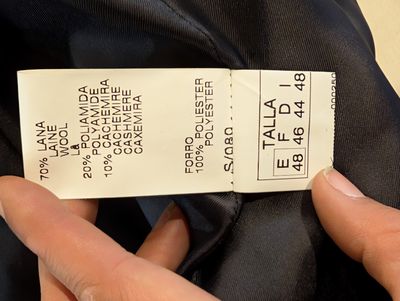 70% LANA
LAINE
WOOL
Lã
20% POLIAMIDA
POLYAMIDE
10% CACHEMIRA
CACHEMIRE
CASHMERE
CAXEMIRA
FORRO
100% POLIESTER
POLYESTER
TALLA
E F D I
48 46 44 48